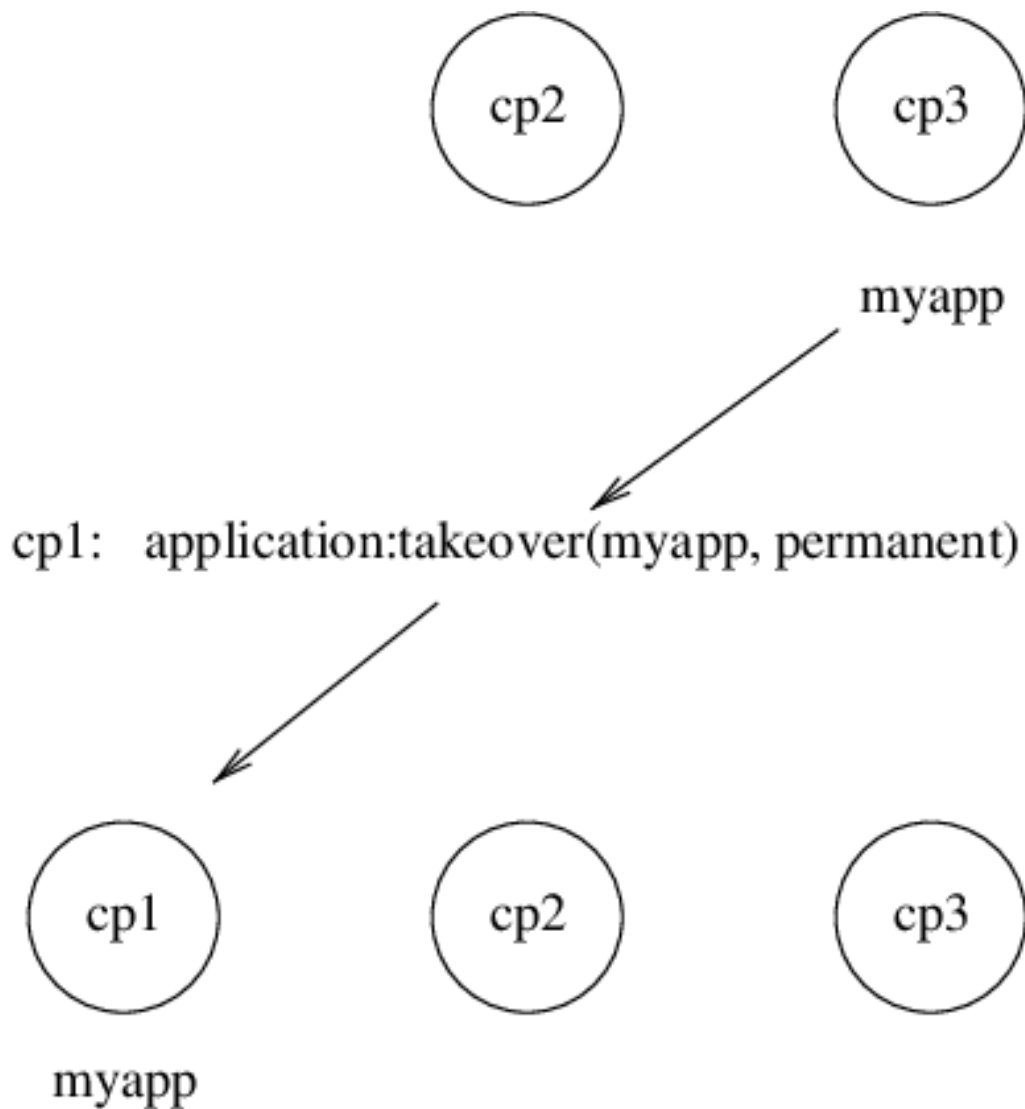 cp2 cp3
myapp
cp1: application:takeover(myapp, permanent)
cp1 cp2 cp3
myapp